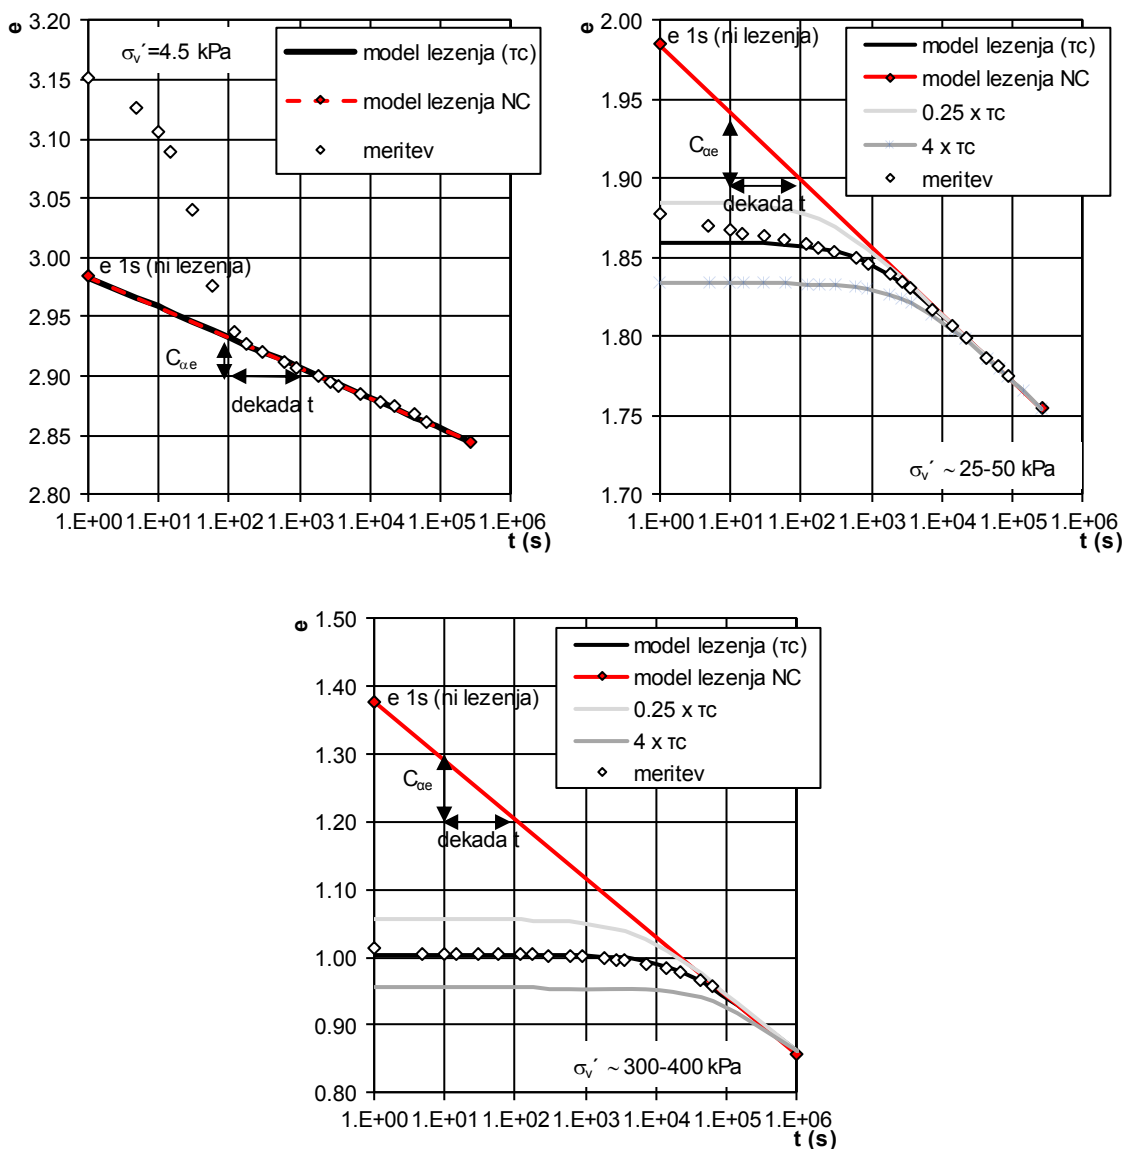 e
3.20
3.15
3.10
3.05
3.00
2.95
2.90
2.85
2.80
σv´=4.5 kPa
model lezenja (τc)
model lezenja NC
meritev
e 1s (ni lezenja)
Cαe
dekada t
1.E+00 1.E+01 1.E+02 1.E+03 1.E+04 1.E+05 1.E+06
t (s)
e
2.00
1.95
1.90
1.85
1.80
1.75
1.70
e 1s (ni lezenja)
model lezenja (τc)
model lezenja NC
0.25 x τc
4 x τc
meritev
Cαe
dekada t
σv´ ~ 25-50 kPa
1.E+00 1.E+01 1.E+02 1.E+03 1.E+04 1.E+05 1.E+06
t (s)
e
1.50
1.40
1.30
1.20
1.10
1.00
0.90
0.80
model lezenja (τc)
model lezenja NC
0.25 x τc
4 x τc
meritev
e 1s (ni lezenja)
Cαe
dekada t
σv´ ~ 300-400 kPa
1.E+00 1.E+01 1.E+02 1.E+03 1.E+04 1.E+05 1.E+06
t (s)